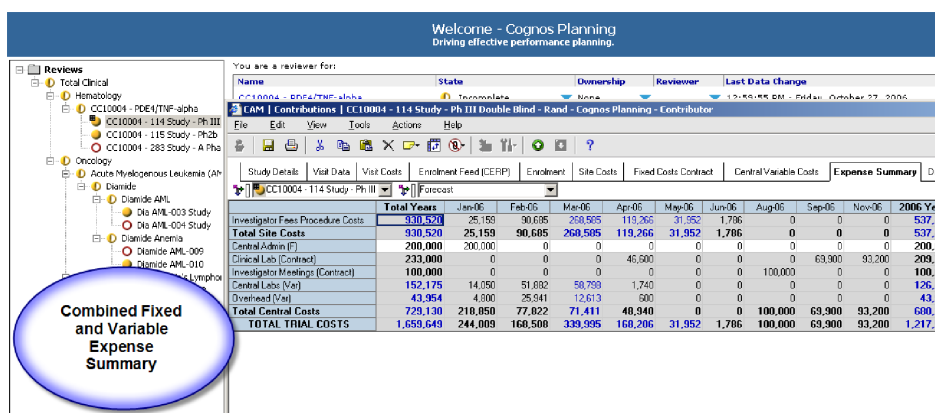 Welcome - Cognos Planning
Driving effective performance planning.
Reviews
Total Clinical
Hematology
CC10004 - PDE4/TNF-alpha
CC10004 - 114 Study - Ph III
CC10004 - 115 Study - Ph2b
CC10004 - 283 Study - A Pha
Oncology
Acute Myelogenous Leukemia (AM
Diamide
Diamide AML
Dia AML-003 Study
Dia AML-004 Study
Diamide Anemia
Diamide AML-009
Diamide AML-010
Lymphor
Combined Fixed
and Variable
Expense
Summary
You are a reviewer for:
Name State Ownership Reviewer Last Data Change
CC10004 - PDE4/TNF-alpha Incomplete None 12:59:55 PM - Friday, October 27, 2006
CAM | Contributions | CC10004 - 114 Study - Ph III Double Blind - Rand - Cognos Planning - Contributor
File Edit View Tools Actions Help
Study Details Visit Data Visit Costs Enrolment Feed (CERP) Enrolment Site Costs Fixed Costs Contract Central Variable Costs Expense Summary D
CC10004 - 114 Study - Ph III Forecast
Total Years Jan-06 Feb-06 Mar-06 Apr-06 May-06 Jun-06 Aug-06 Sep-06 Nov-06 2006 Ye
Investigator Fees Procedure Costs 930,520 25,159 90,685 268,585 119,266 31,952 1,786 0 0 0 537,
Total Site Costs 930,520 25,159 90,685 268,585 119,266 31,952 1,786 0 0 0 537,
Central Admin (F) 200,000 200,000 0 0 0 0 0 0 0 0 200,
Clinical Lab (Contract) 233,000 0 0 0 46,600 0 0 0 69,900 93,200 209,
Investigator Meetings (Contract) 100,000 0 0 0 0 0 0 100,000 0 0 100,
Central Labs (Var) 152,175 14,050 51,882 58,798 1,740 0 0 0 0 0 126,
Overhead (Var) 43,954 4,800 25,941 12,613 600 0 0 0 0 0 43,
Total Central Costs 729,130 218,850 77,822 71,411 48,940 0 0 100,000 69,900 93,200 680,
TOTAL TRIAL COSTS 1,659,649 244,009 168,508 339,995 168,206 31,952 1,786 100,000 69,900 93,200 1,217,